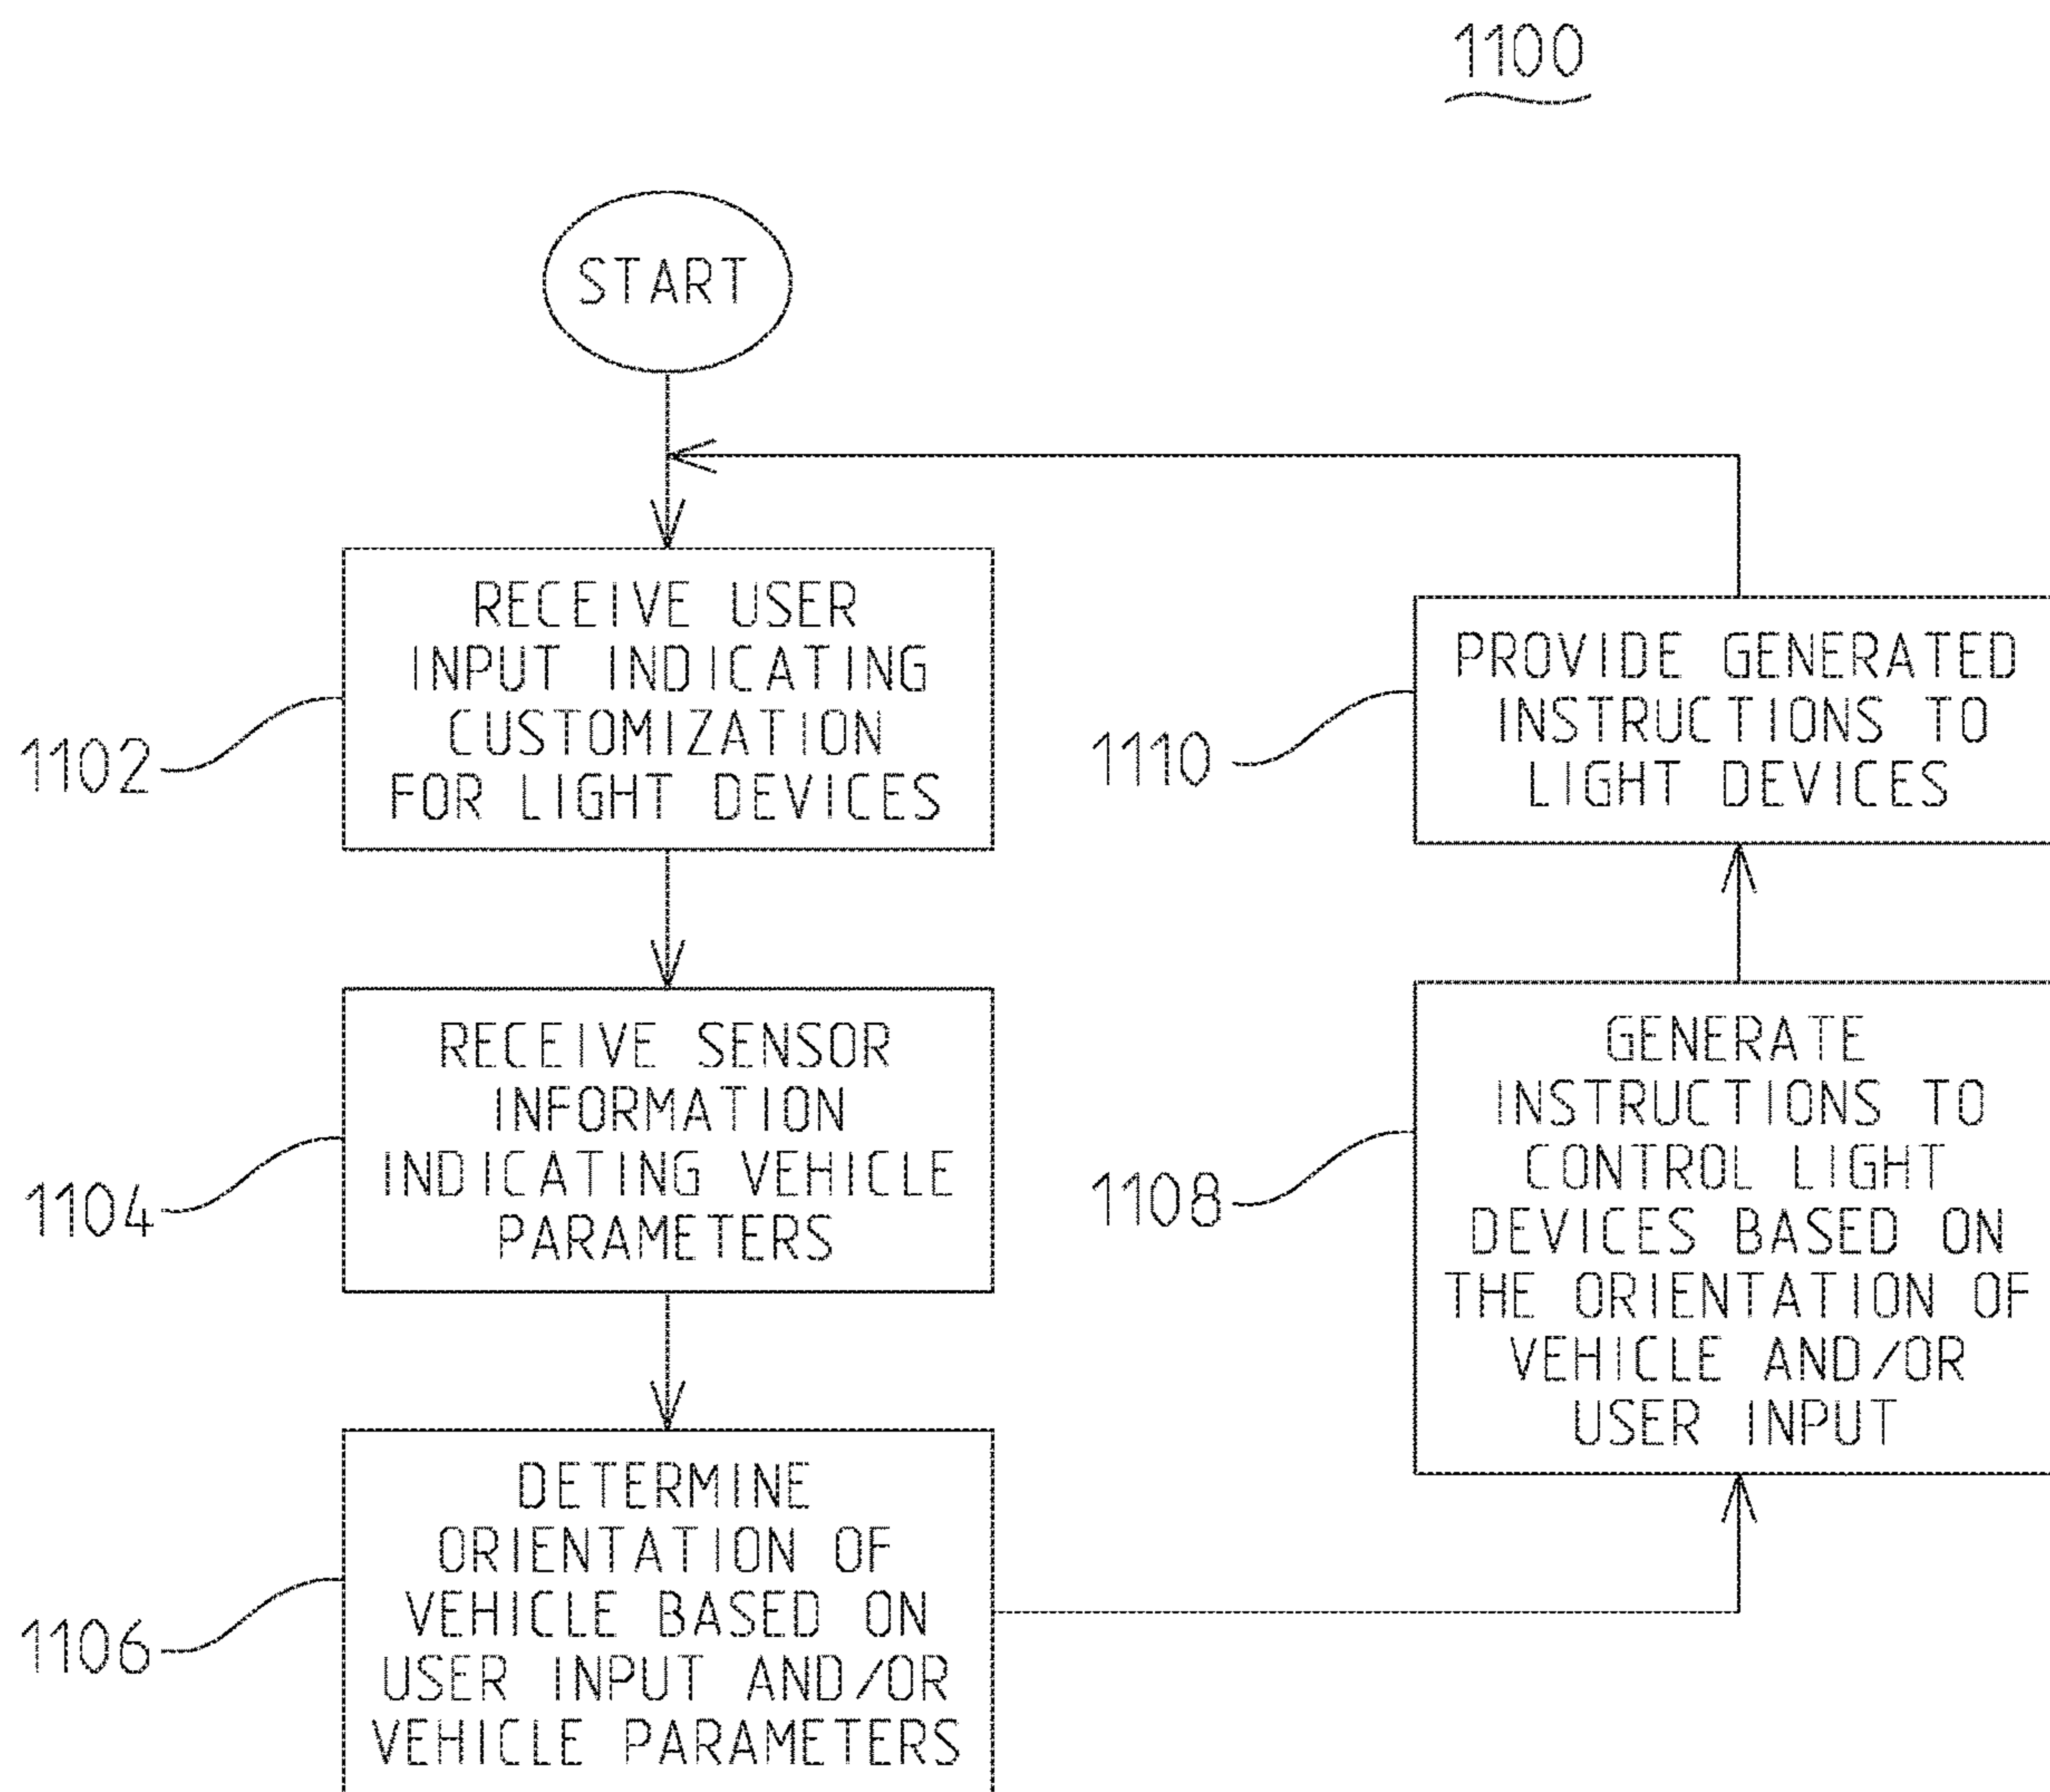 1100
START
RECEIVE USER
INPUT INDICATING
CUSTOMIZATION
FOR LIGHT DEVICES
1102
RECEIVE SENSOR
INFORMATION
INDICATING VEHICLE
PARAMETERS
1104
DETERMINE
ORIENTATION OF
VEHICLE BASED ON
USER INPUT AND/OR
VEHICLE PARAMETERS
1106
GENERATE
INSTRUCTIONS TO
CONTROL LIGHT
DEVICES BASED ON
THE ORIENTATION OF
VEHICLE AND/OR
USER INPUT
1108
PROVIDE GENERATED
INSTRUCTIONS TO
LIGHT DEVICES
1110